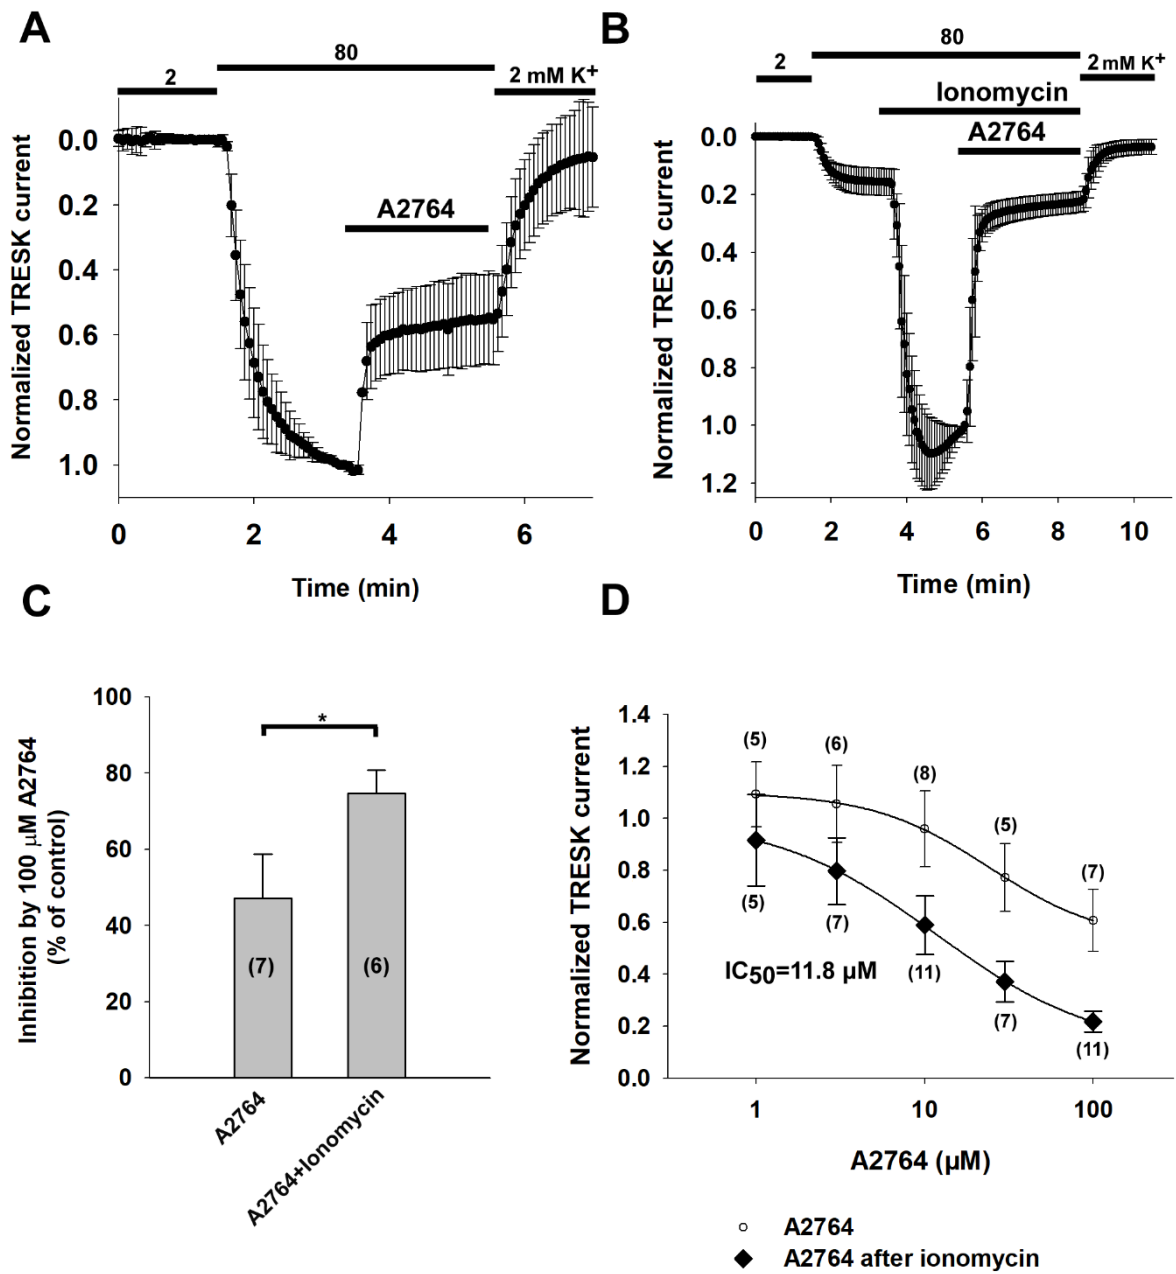 A
2
80
2 mM K+
A2764
Normalized TRESK current
0.0
0.2
0.4
0.6
0.8
1.0
0
2
4
6
Time (min)
B
2
80
2 mM K+
Ionomycin
A2764
Normalized TRESK current
0.0
0.2
0.4
0.6
0.8
1.0
1.2
0
2
4
6
8
10
Time (min)
C
Inhibition by 100 µM A2764
(% of control)
100
80
60
40
20
0
*
(7)
(6)
A2764
A2764+Ionomycin
D
Normalized TRESK current
1.4
1.2
1.0
0.8
0.6
0.4
0.2
0.0
(5)
(6)
(8)
(5)
(7)
(5)
(7)
(11)
(7)
(11)
IC50=11.8 µM
1
10
100
A2764 (µM)
A2764
A2764 after ionomycin